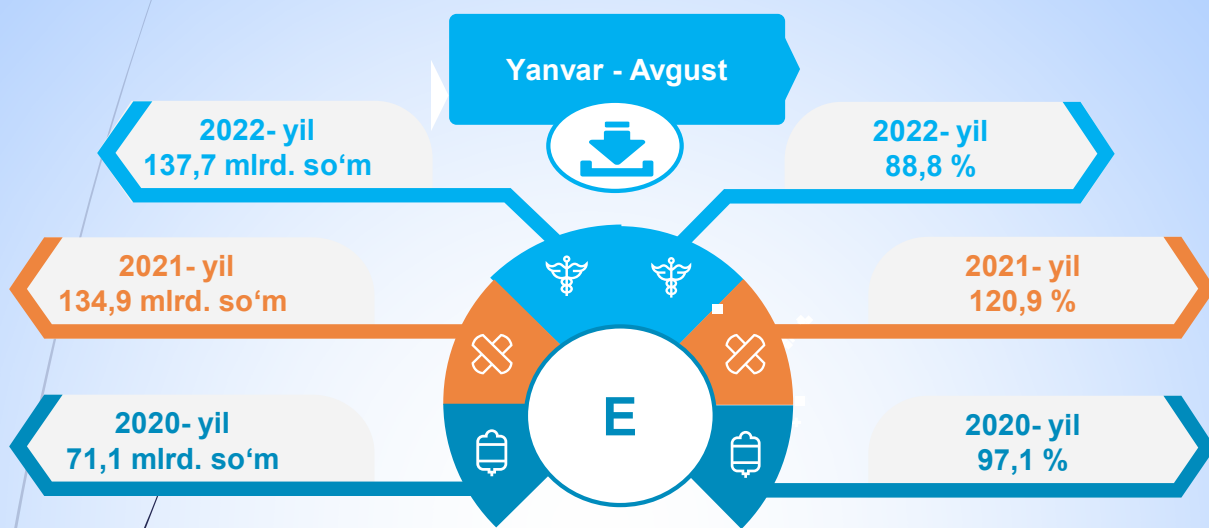 Yanvar - Avgust
2022- yil
137,7 mlrd. so‘m
2022- yil
88,8 %
2021- yil
134,9 mlrd. so‘m
2021- yil
120,9 %
E
2020- yil
71,1 mlrd. so‘m
2020- yil
97,1 %